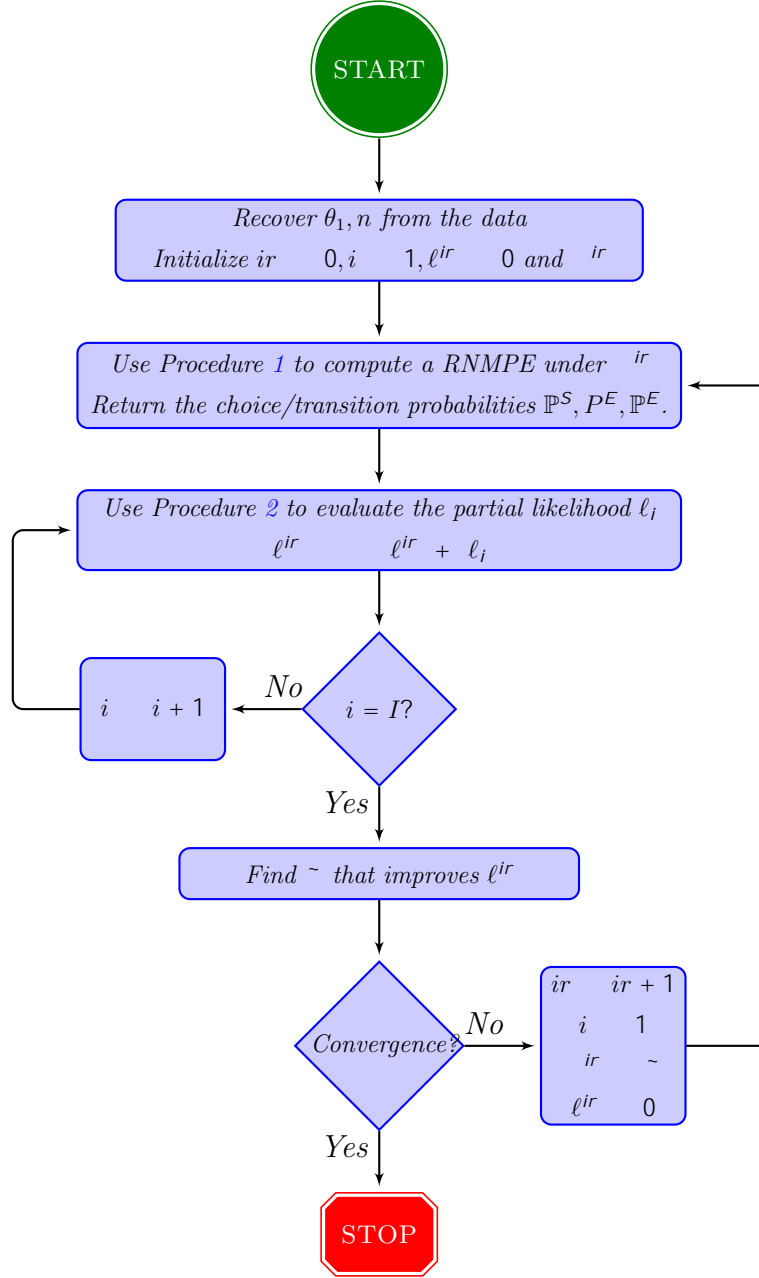 START
Recover θ₁, n from the data
Initialize ir 0, i 1, ℓ^{ir} 0 and ^{ir}
Use Procedure 1 to compute a RNMPE under ^{ir}
Return the choice/transition probabilities ℙ^S, P^E, ℙ^E.
Use Procedure 2 to evaluate the partial likelihood ℓ_i
ℓ^{ir} ℓ^{ir} + ℓ_i
No
i i + 1
i = I?
Yes
Find ~ that improves ℓ^{ir}
Convergence?
No
ir ir + 1
i 1
^{ir} ~
ℓ^{ir} 0
Yes
STOP